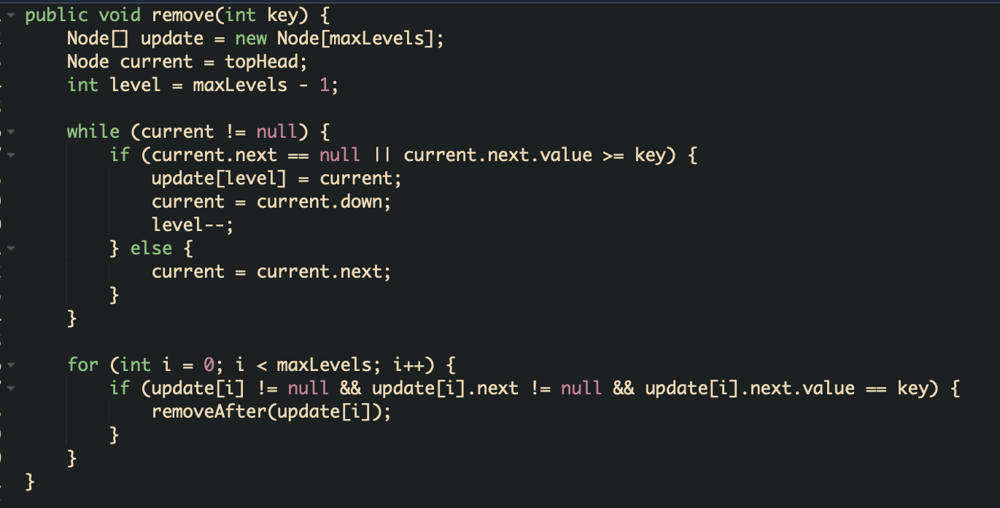 public void remove(int key) {
    Node[] update = new Node[maxLevels];
    Node current = topHead;
    int level = maxLevels - 1;

    while (current != null) {
        if (current.next == null || current.next.value >= key) {
            update[level] = current;
            current = current.down;
            level--;
        } else {
            current = current.next;
        }
    }

    for (int i = 0; i < maxLevels; i++) {
        if (update[i] != null && update[i].next != null && update[i].next.value == key) {
            removeAfter(update[i]);
        }
    }
}